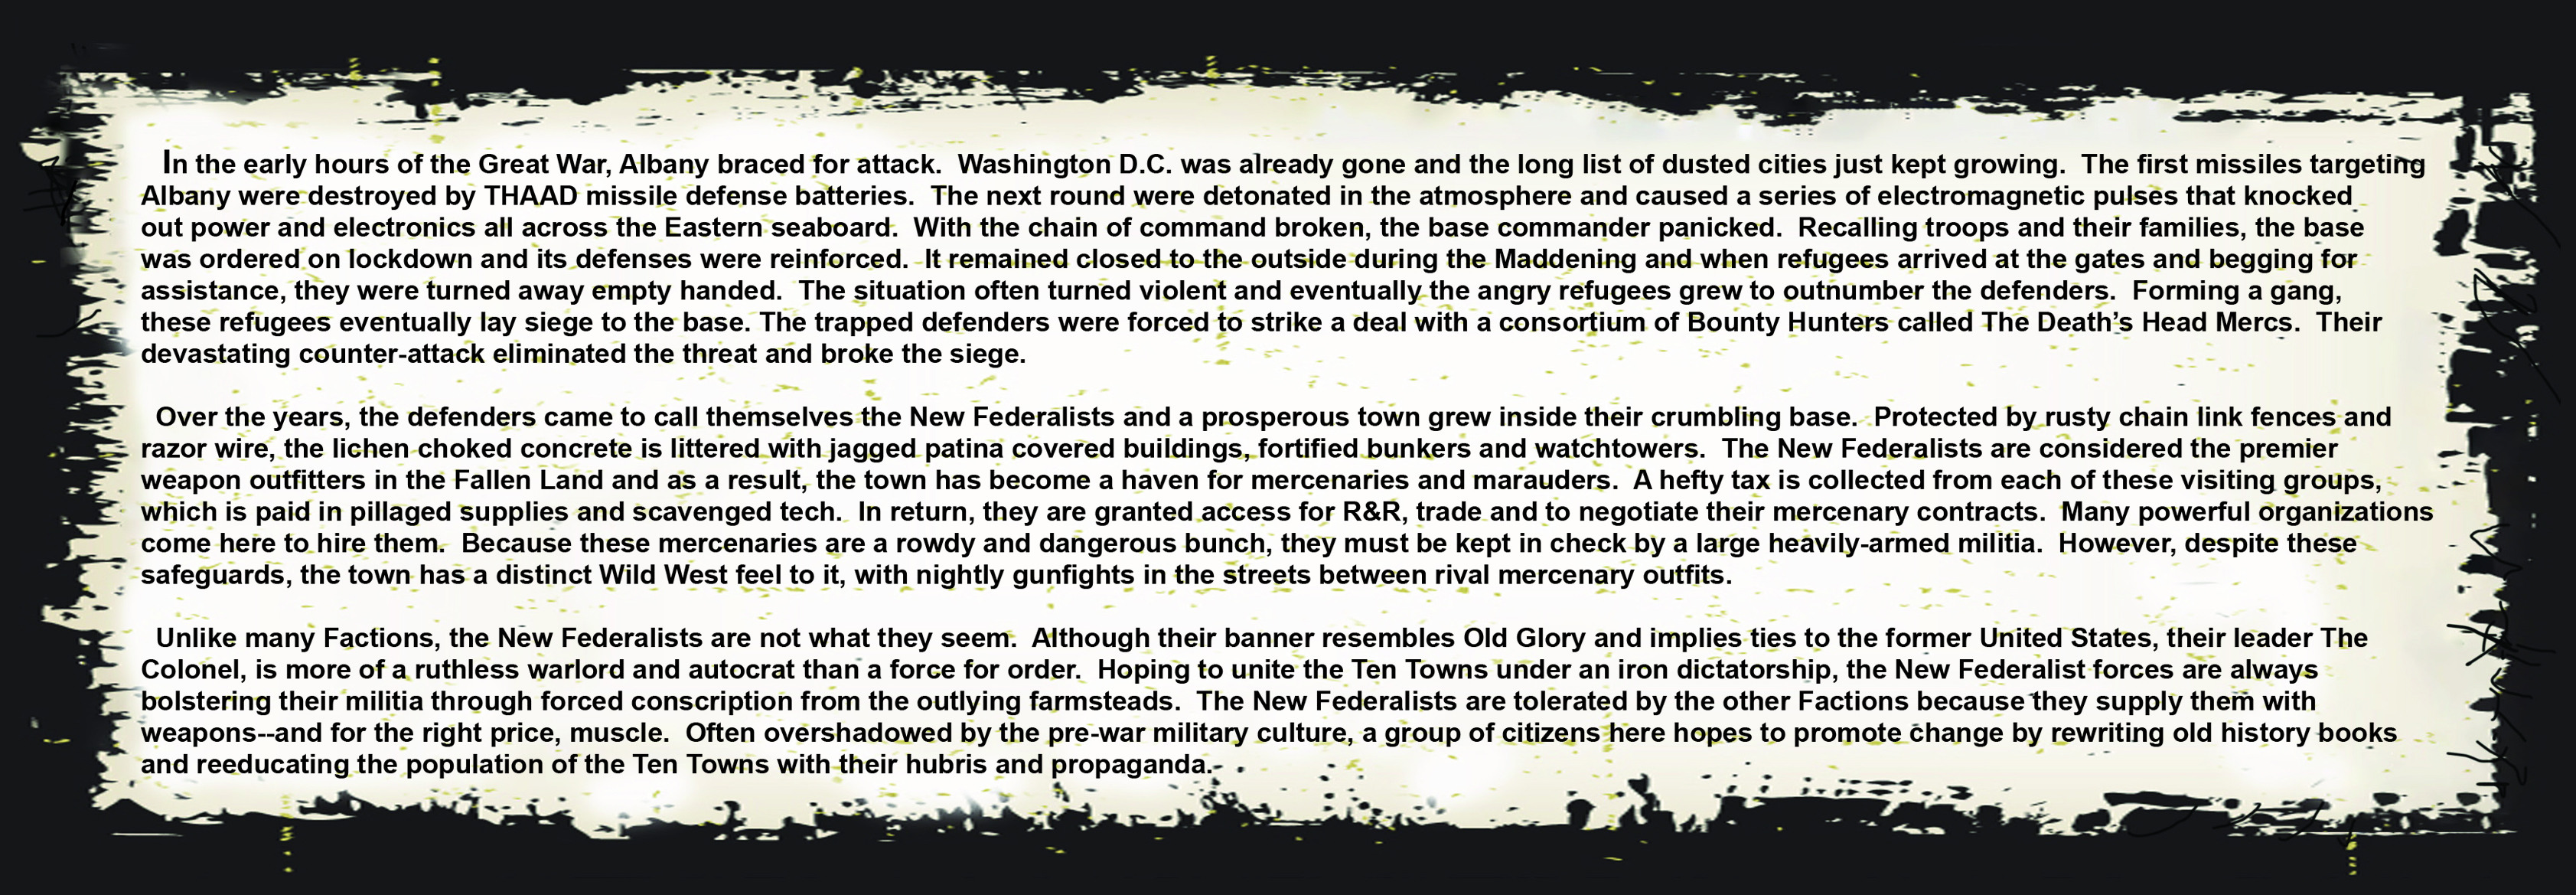 In the early hours of the Great War, Albany braced for attack.  Washington D.C. was already gone and the long list of dusted cities just kept growing.  The first missiles targeting
Albany were destroyed by THAAD missile defense batteries.  The next round were detonated in the atmosphere and caused a series of electromagnetic pulses that knocked
out power and electronics all across the Eastern seaboard.  With the chain of command broken, the base commander panicked.  Recalling troops and their families, the base
was ordered on lockdown and its defenses were reinforced.  It remained closed to the outside during the Maddening and when refugees arrived at the gates and begging for
assistance, they were turned away empty handed.  The situation often turned violent and eventually the angry refugees grew to outnumber the defenders.  Forming a gang,
these refugees eventually lay siege to the base. The trapped defenders were forced to strike a deal with a consortium of Bounty Hunters called The Death’s Head Mercs.  Their
devastating counter-attack eliminated the threat and broke the siege.

Over the years, the defenders came to call themselves the New Federalists and a prosperous town grew inside their crumbling base.  Protected by rusty chain link fences and
razor wire, the lichen choked concrete is littered with jagged patina covered buildings, fortified bunkers and watchtowers.  The New Federalists are considered the premier
weapon outfitters in the Fallen Land and as a result, the town has become a haven for mercenaries and marauders.  A hefty tax is collected from each of these visiting groups,
which is paid in pillaged supplies and scavenged tech.  In return, they are granted access for R&R, trade and to negotiate their mercenary contracts.  Many powerful organizations
come here to hire them.  Because these mercenaries are a rowdy and dangerous bunch, they must be kept in check by a large heavily-armed militia.  However, despite these
safeguards, the town has a distinct Wild West feel to it, with nightly gunfights in the streets between rival mercenary outfits.

Unlike many Factions, the New Federalists are not what they seem.  Although their banner resembles Old Glory and implies ties to the former United States, their leader The
Colonel, is more of a ruthless warlord and autocrat than a force for order.  Hoping to unite the Ten Towns under an iron dictatorship, the New Federalist forces are always
bolstering their militia through forced conscription from the outlying farmsteads.  The New Federalists are tolerated by the other Factions because they supply them with
weapons--and for the right price, muscle.  Often overshadowed by the pre-war military culture, a group of citizens here hopes to promote change by rewriting old history books
and reeducating the population of the Ten Towns with their hubris and propaganda.